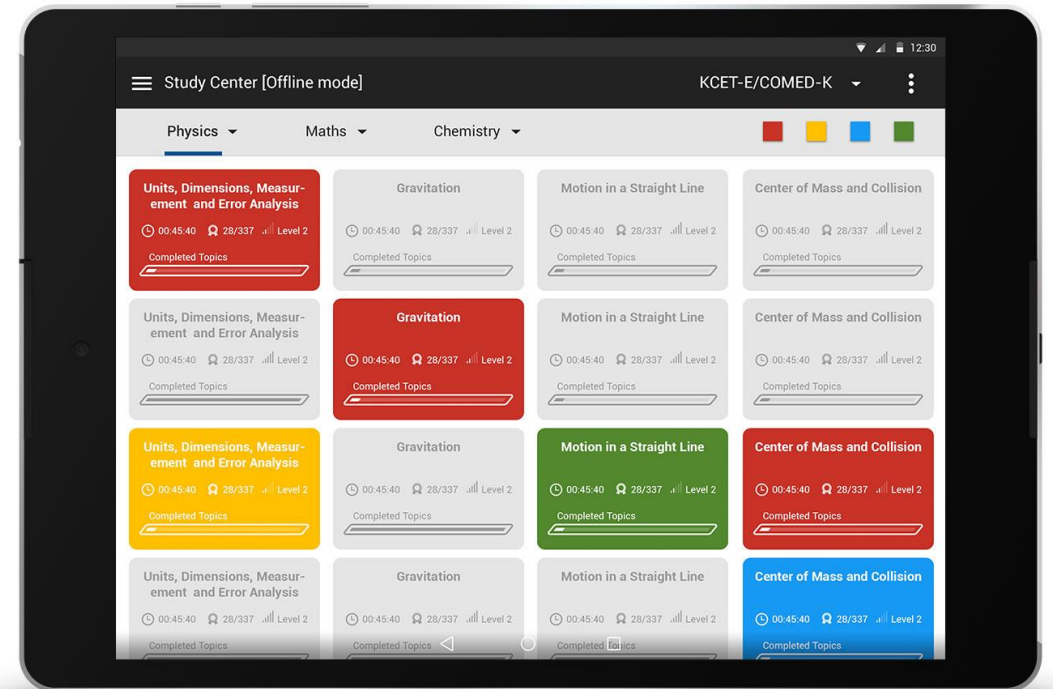 12:30
Study Center [Offline mode] KCET-E/COMED-K
Physics Maths Chemistry
Units, Dimensions, Measur-
ement and Error Analysis
00:45:40 28/337 Level 2
Completed Topics
Gravitation
00:45:40 28/337 Level 2
Completed Topics
Motion in a Straight Line
00:45:40 28/337 Level 2
Completed Topics
Center of Mass and Collision
00:45:40 28/337 Level 2
Completed Topics
Units, Dimensions, Measur-
ement and Error Analysis
00:45:40 28/337 Level 2
Completed Topics
Gravitation
00:45:40 28/337 Level 2
Completed Topics
Motion in a Straight Line
00:45:40 28/337 Level 2
Completed Topics
Center of Mass and Collision
00:45:40 28/337 Level 2
Completed Topics
Units, Dimensions, Measur-
ement and Error Analysis
00:45:40 28/337 Level 2
Completed Topics
Gravitation
00:45:40 28/337 Level 2
Completed Topics
Motion in a Straight Line
00:45:40 28/337 Level 2
Completed Topics
Center of Mass and Collision
00:45:40 28/337 Level 2
Completed Topics
Units, Dimensions, Measur-
ement and Error Analysis
00:45:40 28/337 Level 2
Completed Topics
Gravitation
00:45:40 28/337 Level 2
Completed Topics
Motion in a Straight Line
00:45:40 28/337 Level 2
Completed Topics
Center of Mass and Collision
00:45:40 28/337 Level 2
Completed Topics